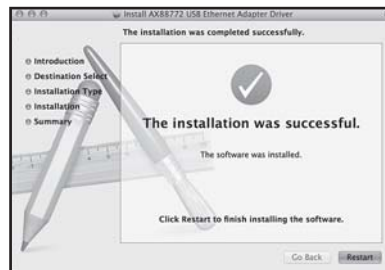 Install AX88772 USB Ethernet Adapter Driver
The installation was completed successfully.
Introduction
Destination Select
Installation Type
Installation
Summary
The installation was successful.
The software was installed.
Click Restart to finish installing the software.
Go Back
Restart